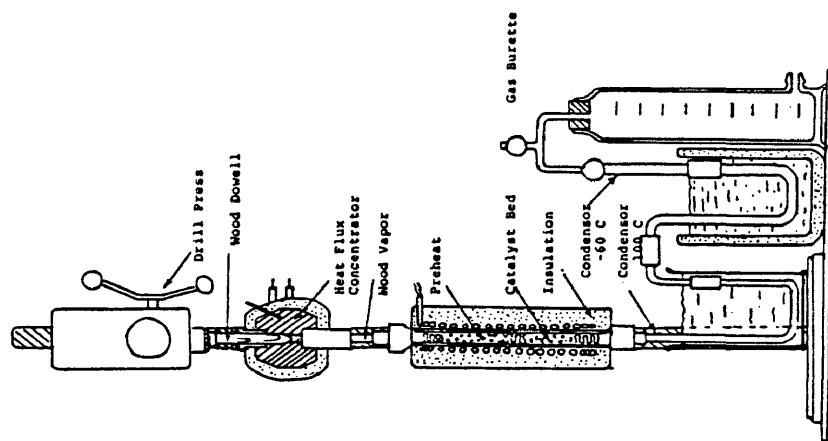 Drill Press
Wood Dowell
Heat Flux
Concentrator
Wood Vapor
Preheat
Catalyst Bed
Insulation
Condensor
-60 C
Condensor
100 C
Gas Burette